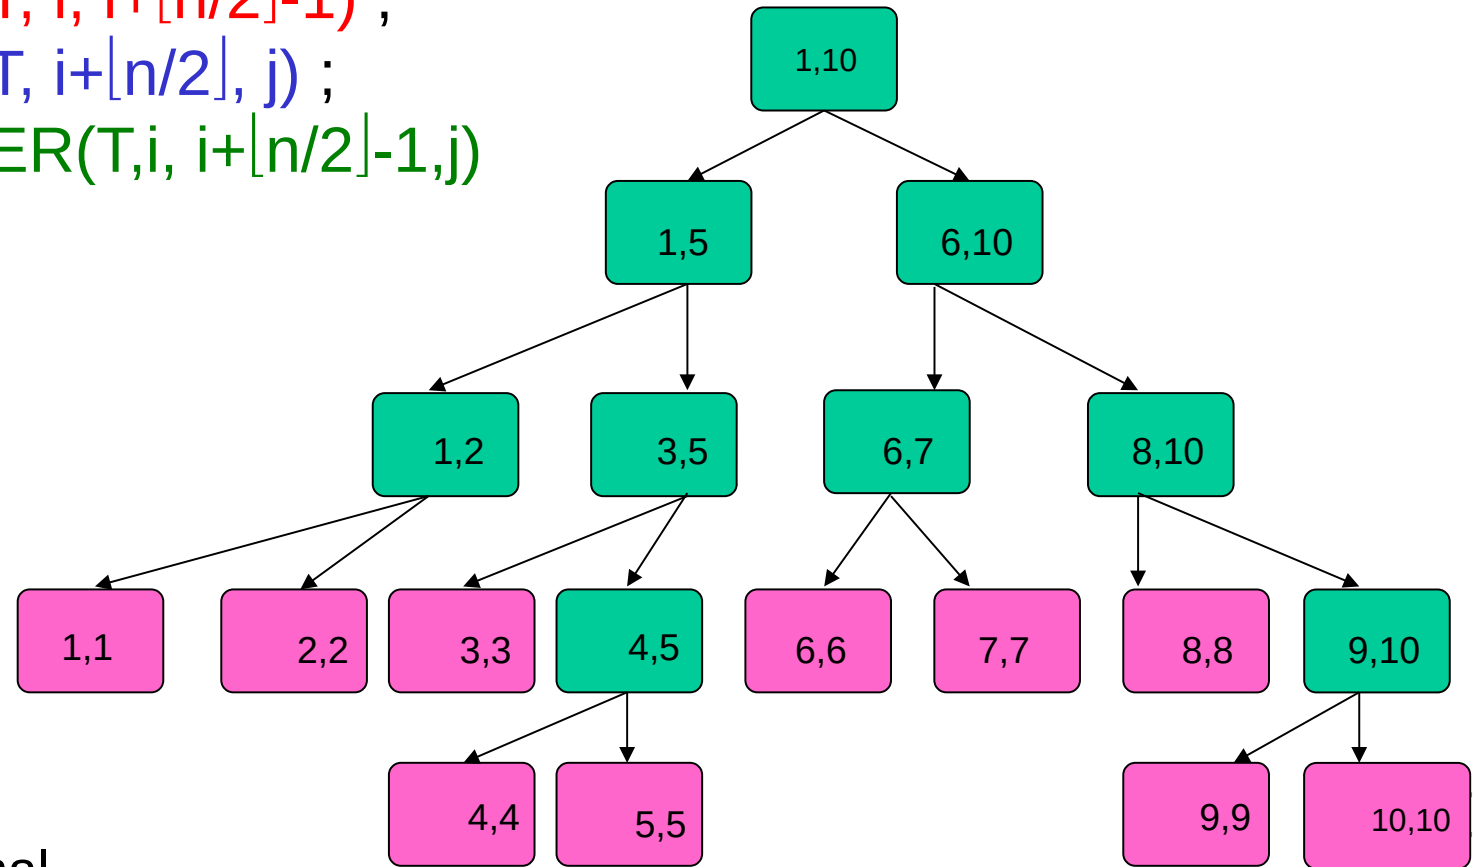 T, i, i+⌊n/2⌋-1) ;
T, i+⌊n/2⌋, j) ;
ER(T,i, i+⌊n/2⌋-1,j)
1,10
1,5 6,10
1,2 3,5 6,7 8,10
1,1 2,2 3,3 4,5 6,6 7,7 8,8 9,10
4,4 5,5 9,9 10,10